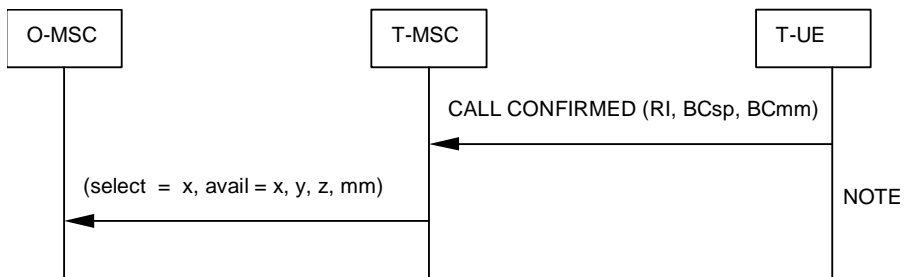 O-MSC
T-MSC
T-UE
CALL CONFIRMED (RI, BCsp, BCmm)
(select = x, avail = x, y, z, mm)
NOTE